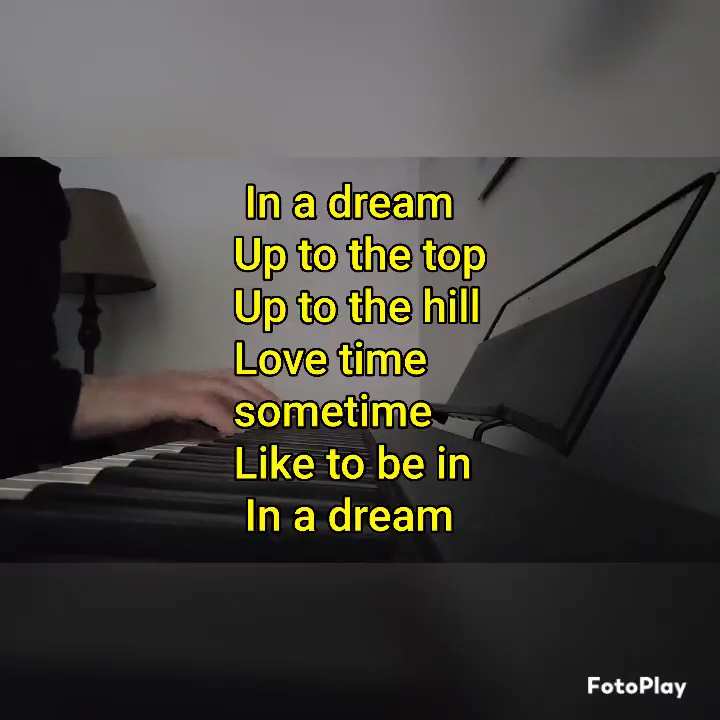 In a dream
Up to the top
Up to the hill
Love time
sometime
Like to be in
In a dream
FotoPlay